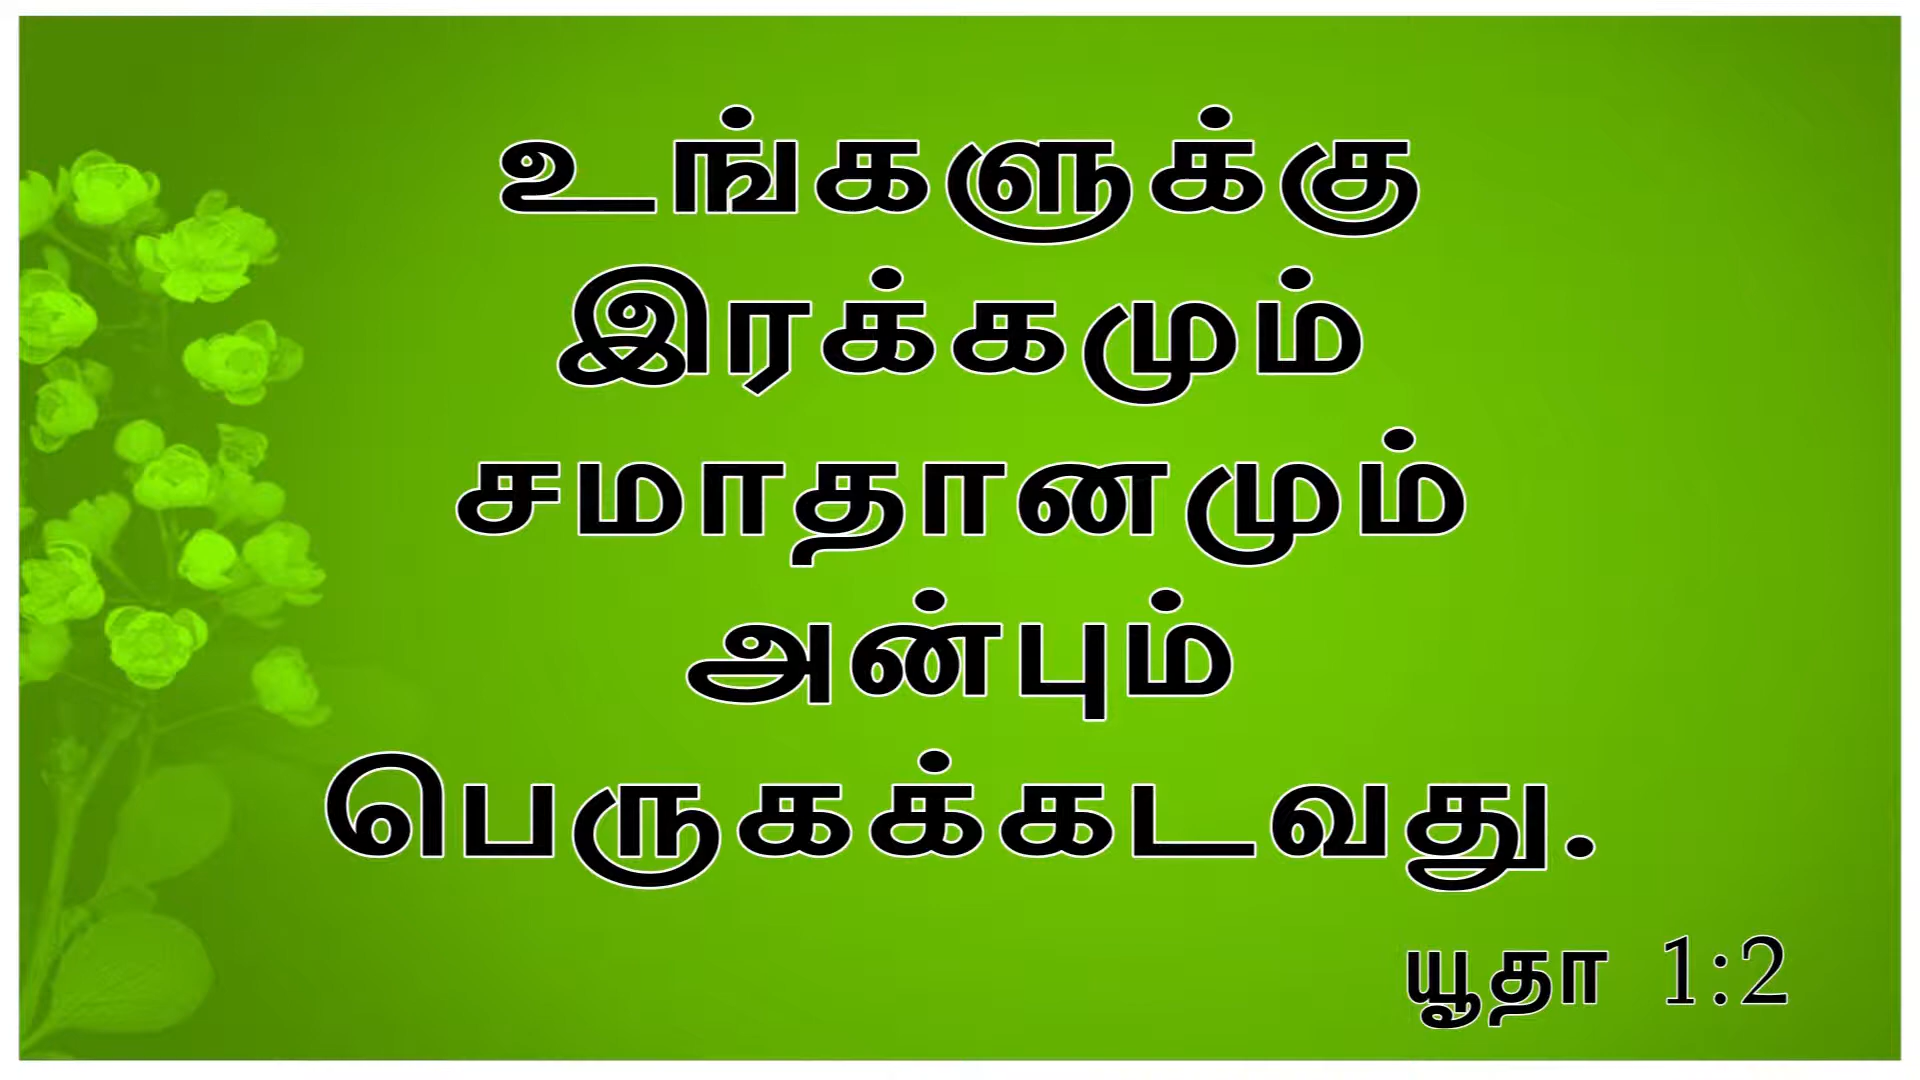 உங்களுக்கு
இரக்கமும்
சமாதானமும்
அன்பும்
பெருகக்கடவது.
யூதா 1:2